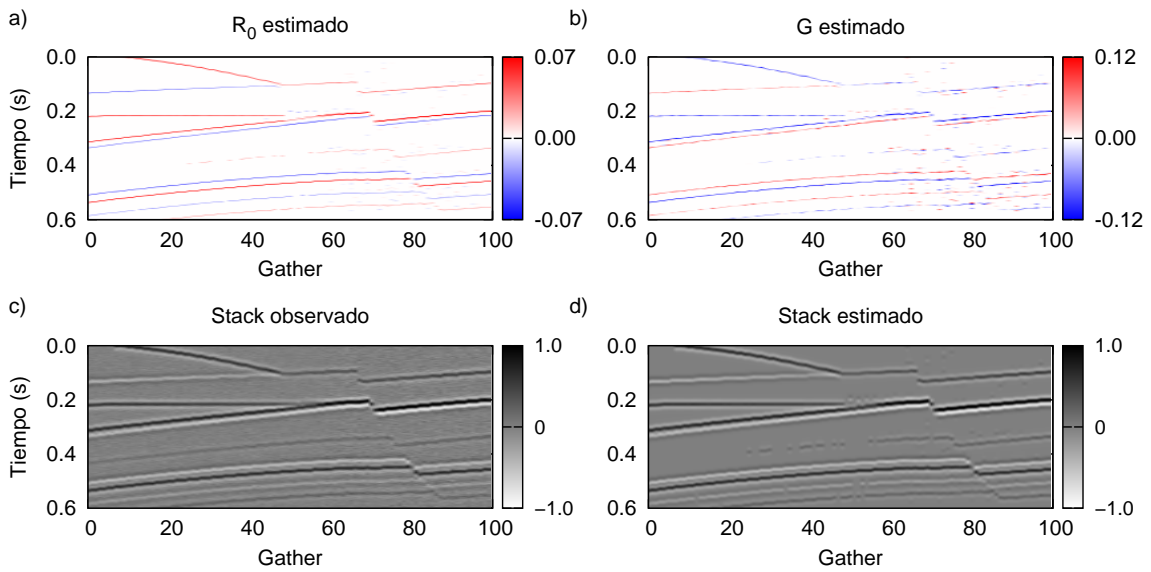 a)
R0 estimado
0.0
0.2
0.4
0.6
Tiempo (s)
0 20 40 60 80 100
Gather
0.07
0.00
-0.07
b)
G estimado
0.0
0.2
0.4
0.6
0 20 40 60 80 100
Gather
0.12
0.00
-0.12
c)
Stack observado
0.0
0.2
0.4
0.6
Tiempo (s)
0 20 40 60 80 100
Gather
1.0
0
−1.0
d)
Stack estimado
0.0
0.2
0.4
0.6
0 20 40 60 80 100
Gather
1.0
0
−1.0